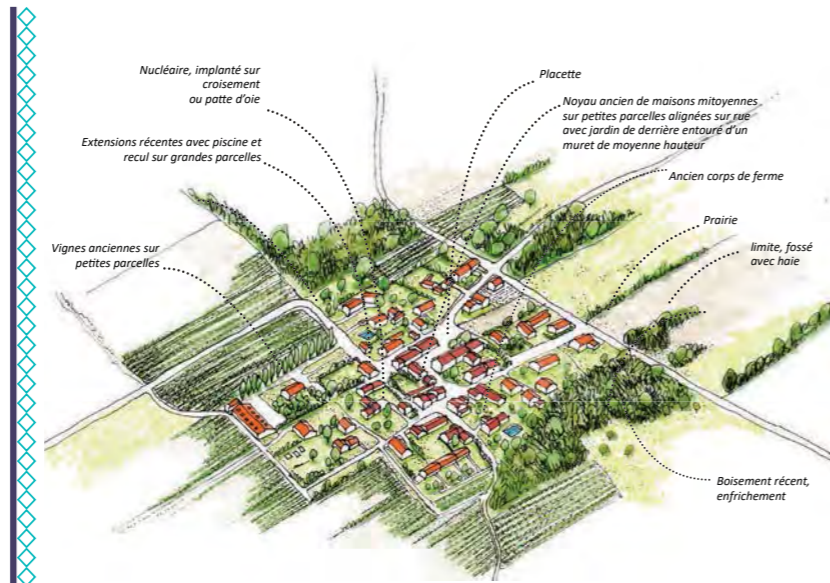 Nucléaire, implanté sur
croisement
ou patte d'oie
Placette
Noyau ancien de maisons mitoyennes
sur petites parcelles alignées sur rue
avec jardin de derrière entouré d'un
muret de moyenne hauteur
Extensions récentes avec piscine et
recul sur grandes parcelles
Ancien corps de ferme
Prairie
Vignes anciennes sur
petites parcelles
limite, fossé
avec haie
Boisement récent,
enfrichement